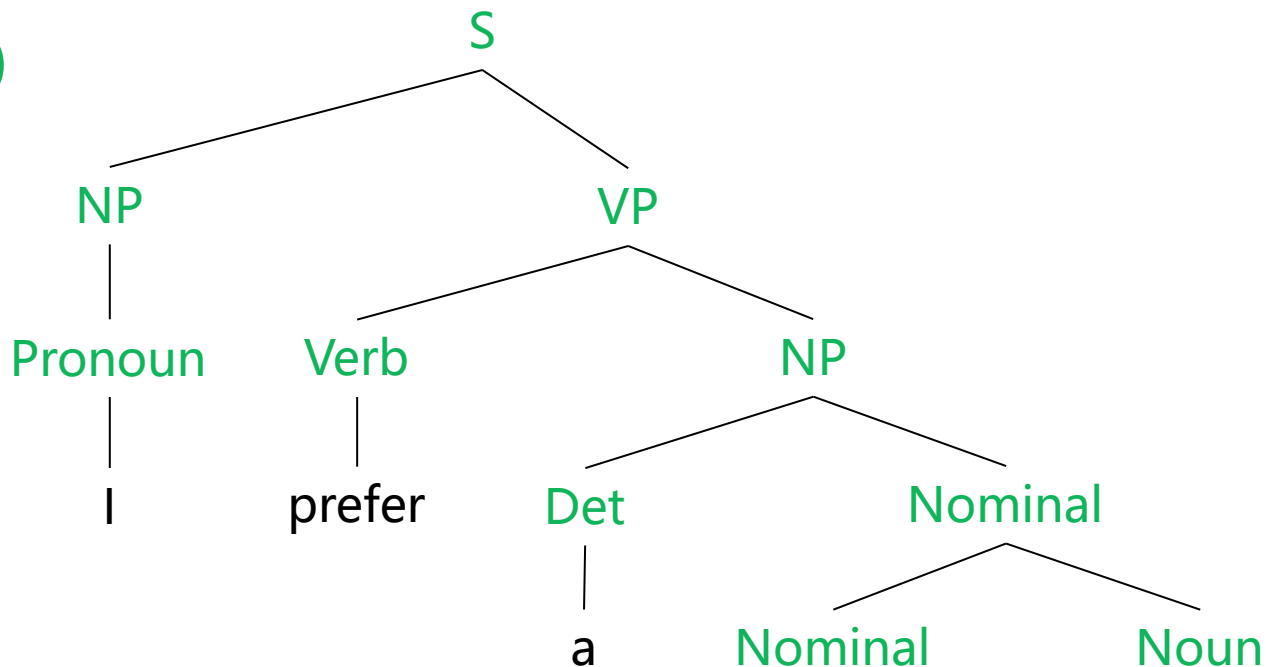 S
NP VP
Pronoun Verb NP
I prefer Det Nominal
a Nominal Noun